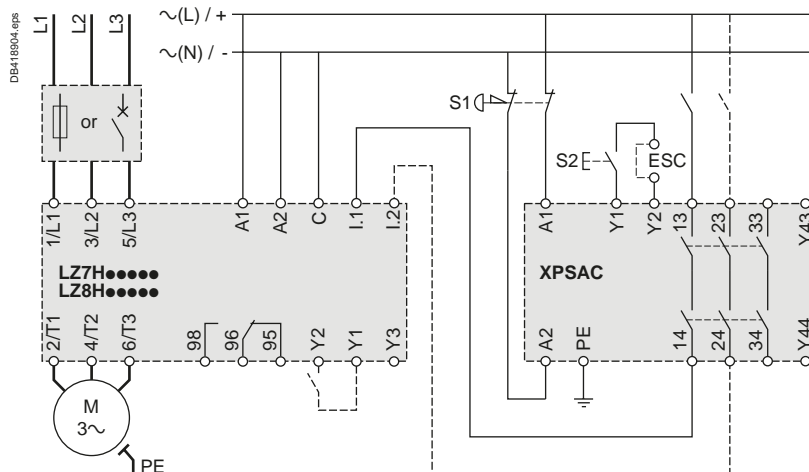 DB418904.eps
L1
L2
L3
∼(L) / +
∼(N) / -
or
S1
S2
ESC
1/L1
3/L2
5/L3
A1
A2
C
I.1
I.2
A1
Y1
Y2
13
23
33
Y43
LZ7H●●●●●
LZ8H●●●●●
XPSAC
2/T1
4/T2
6/T3
98
96
95
Y2
Y1
Y3
A2
PE
14
24
34
Y44
M
3∼
PE